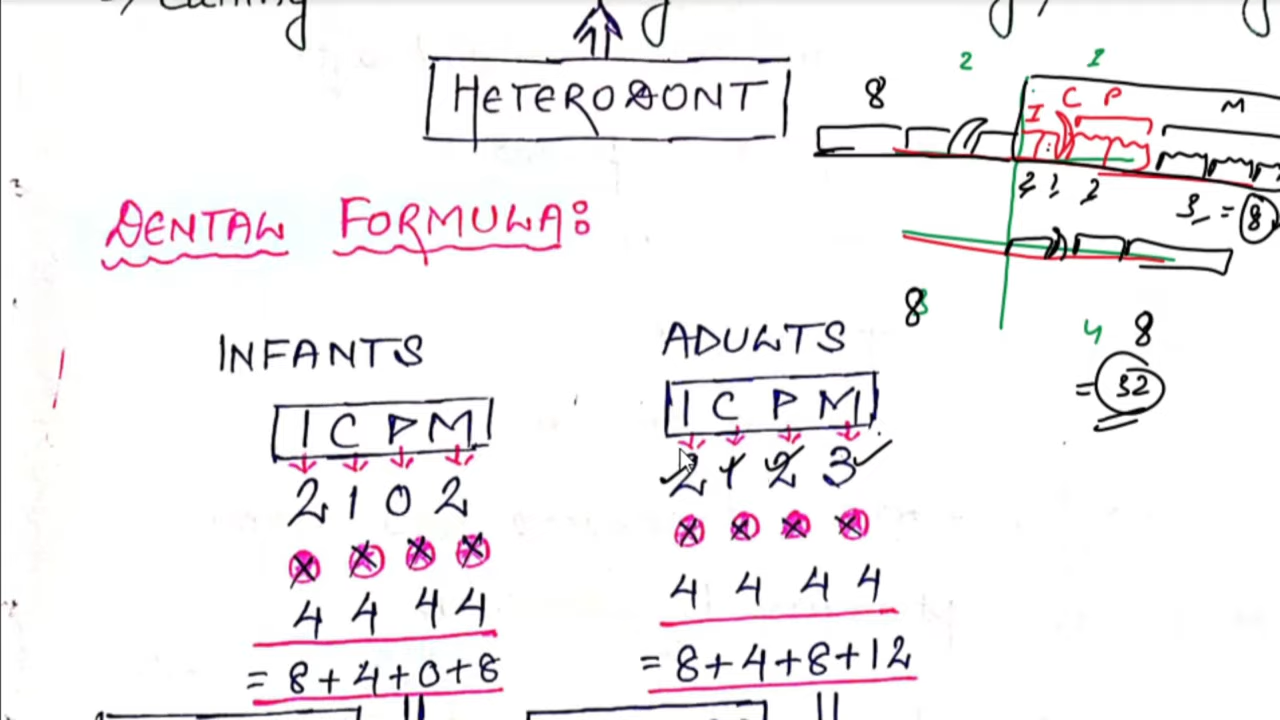 HETERODONT
8
2
1
I C P
M
2 1 2
3 = 8
DENTAL FORMULA:
8
4 8
= 32
INFANTS
I C P M
2 1 0 2
× × × ×
4 4 4 4
= 8+4+0+8
ADULTS
I C P M
2 1 2 3
× × × ×
4 4 4 4
= 8+4+8+12